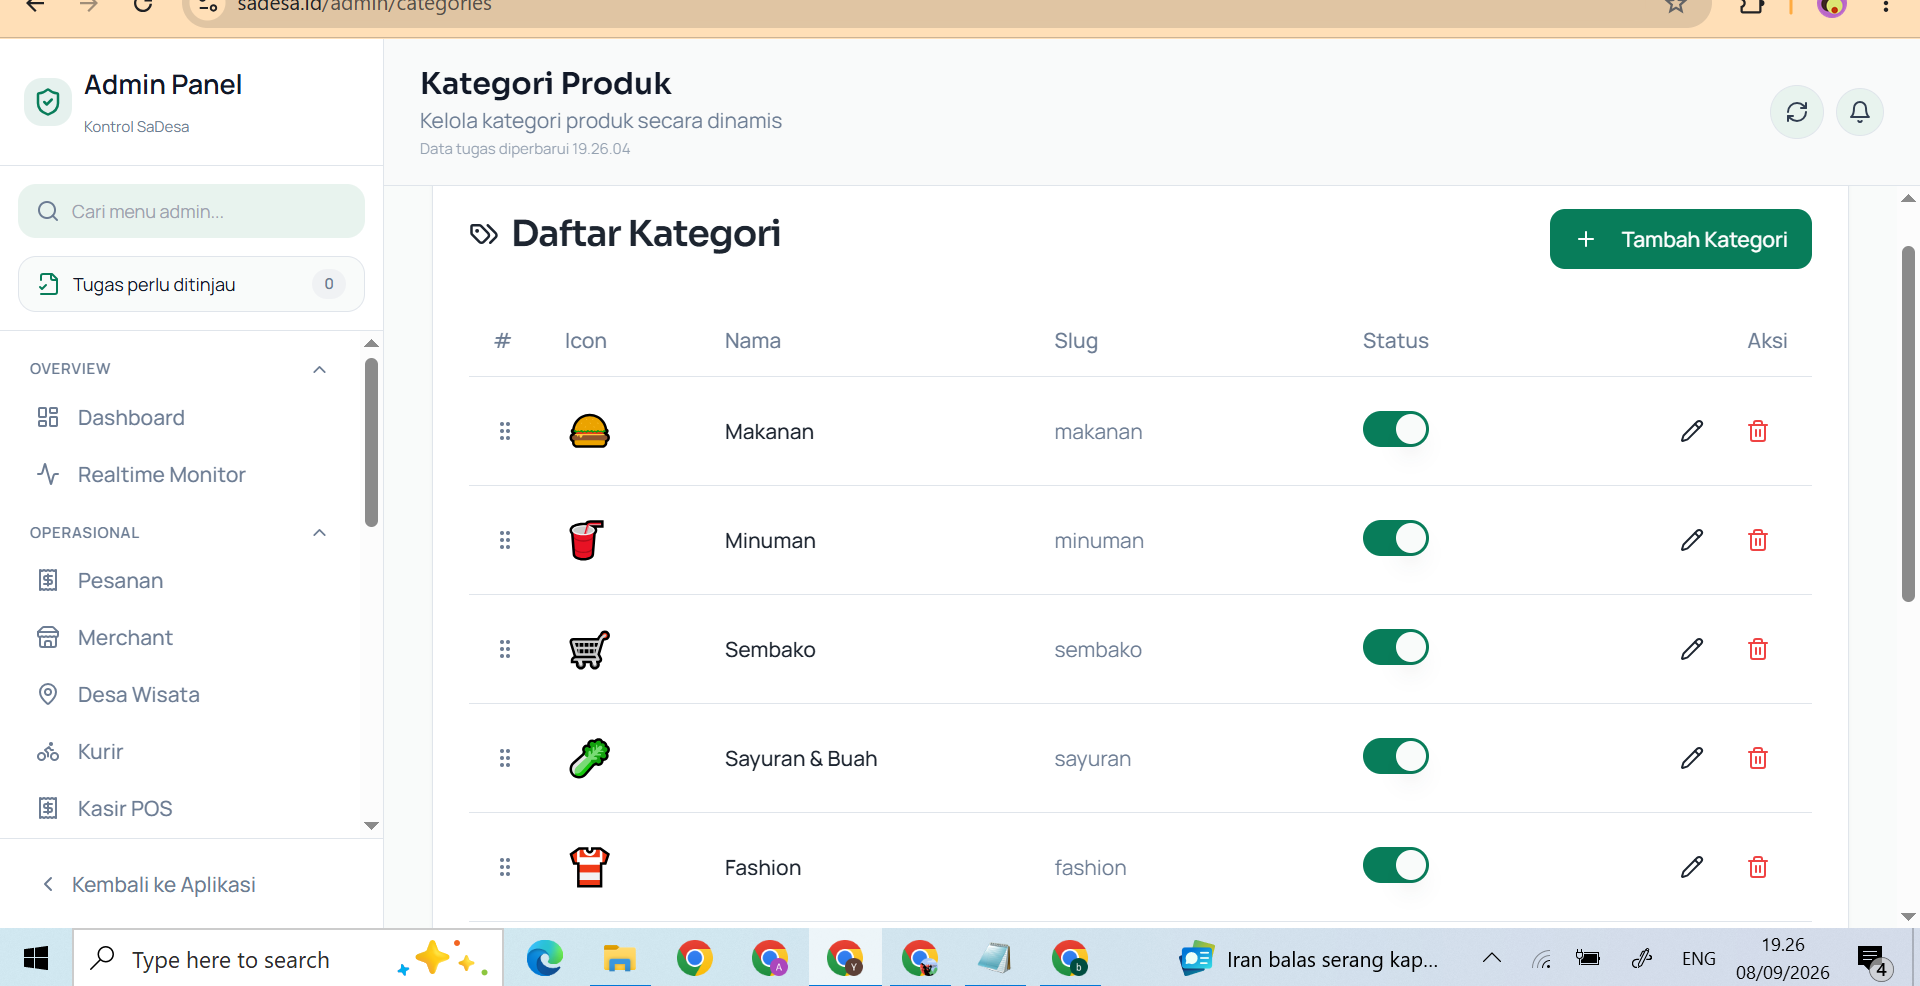 sadesa.id/admin/categories
Admin Panel
Kontrol SaDesa
Cari menu admin...
Tugas perlu ditinjau 0
OVERVIEW
Dashboard
Realtime Monitor
OPERASIONAL
Pesanan
Merchant
Desa Wisata
Kurir
Kasir POS
Kembali ke Aplikasi
Kategori Produk
Kelola kategori produk secara dinamis
Data tugas diperbarui 19.26.04
Daftar Kategori
+ Tambah Kategori
# Icon Nama Slug Status Aksi
Makanan makanan
Minuman minuman
Sembako sembako
Sayuran & Buah sayuran
Fashion fashion
Type here to search
A
Y
b
Iran balas serang kap...
ENG
19.26
08/09/2026
4